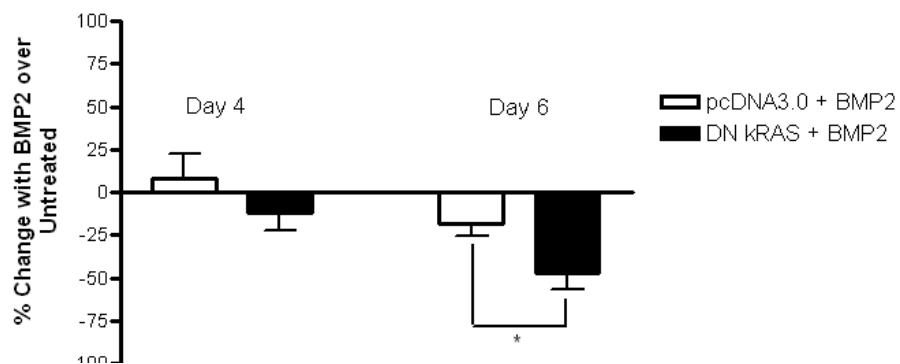 % Change with BMP2 over
Untreated
100
75
50
25
0
-25
-50
-75
-100
Day 4
Day 6
*
pcDNA3.0 + BMP2
DN kRAS + BMP2